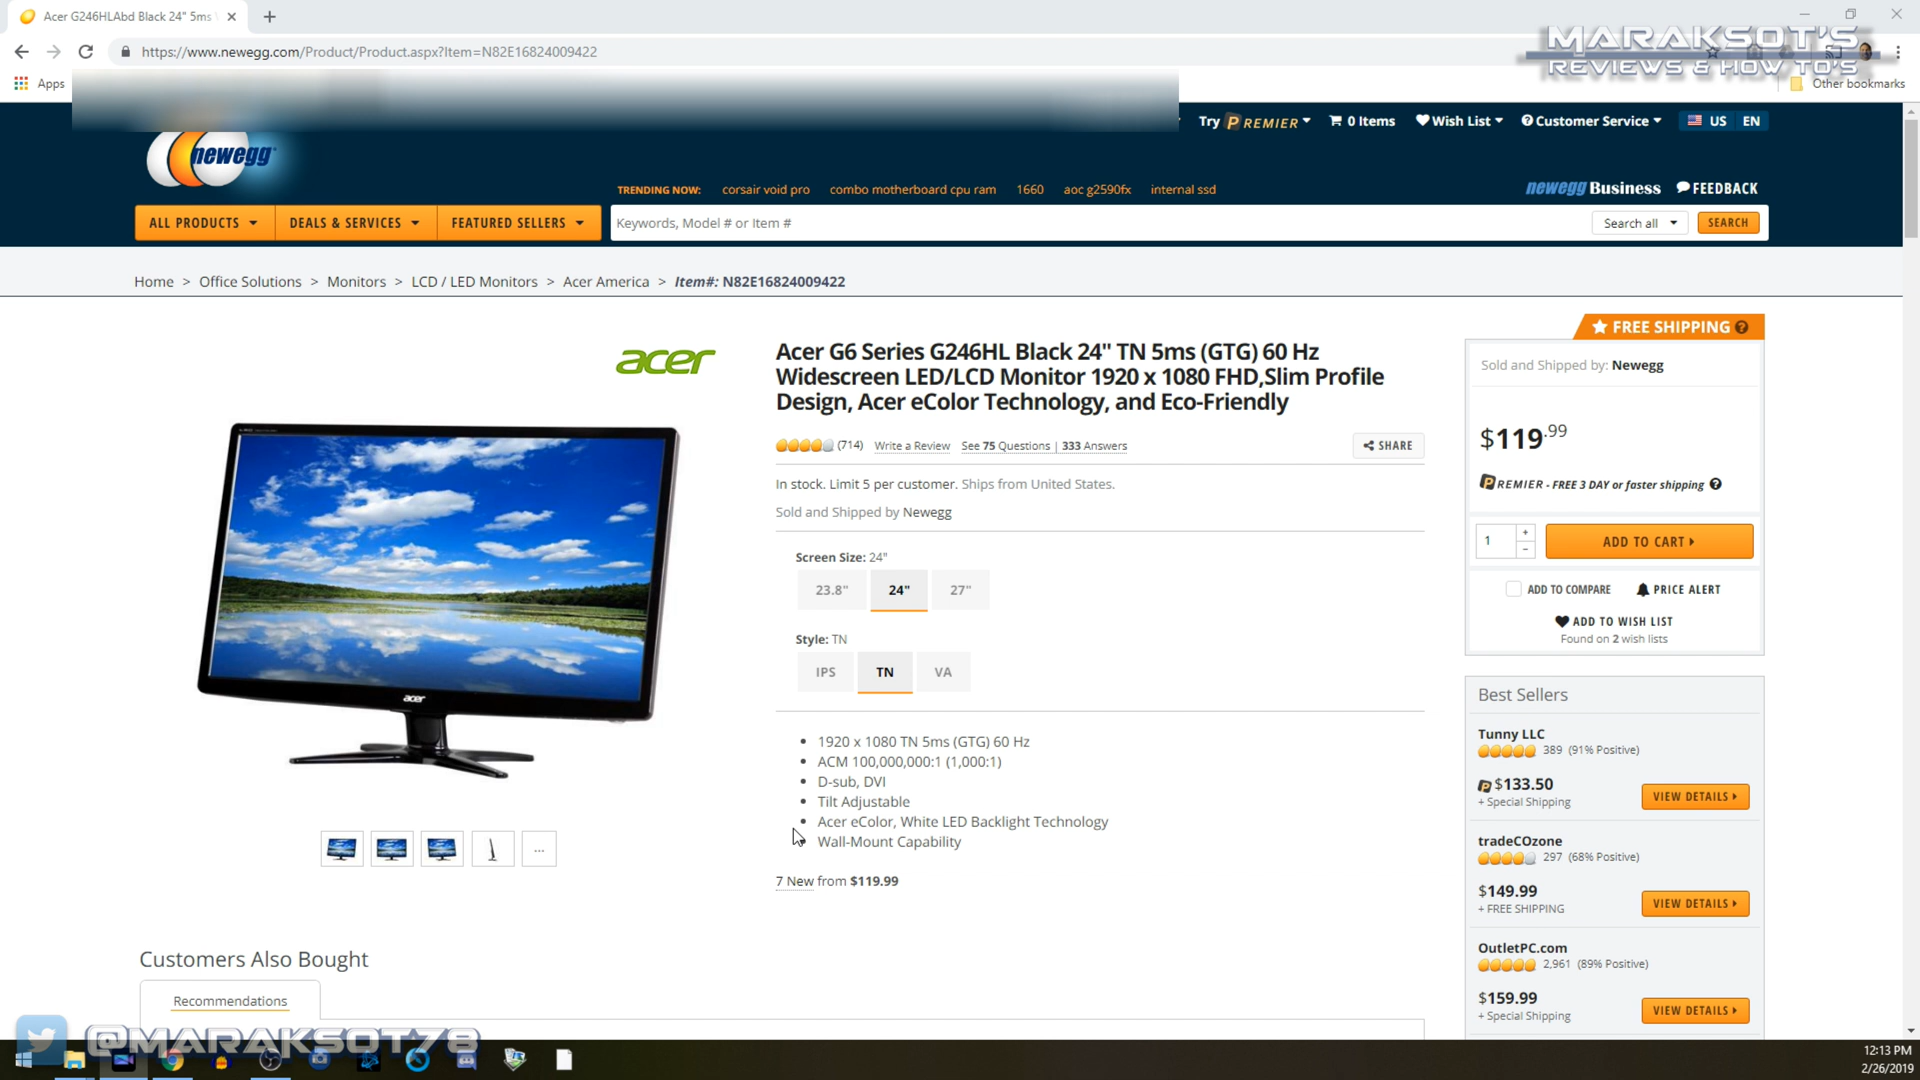 Acer G246HLAbd Black 24" 5ms
https://www.newegg.com/Product/Product.aspx?Item=N82E16824009422
MARAKSOT'S
REVIEWS & HOW TO'S
Apps
Other bookmarks
newegg
Try PREMIER
0 Items
Wish List
Customer Service
US EN
TRENDING NOW: corsair void pro combo motherboard cpu ram 1660 aoc g2590fx internal ssd
newegg Business
FEEDBACK
ALL PRODUCTS
DEALS & SERVICES
FEATURED SELLERS
Keywords, Model # or Item #
Search all
SEARCH
Home > Office Solutions > Monitors > LCD / LED Monitors > Acer America > Item#: N82E16824009422
acer
acer
Acer G6 Series G246HL Black 24" TN 5ms (GTG) 60 Hz
Widescreen LED/LCD Monitor 1920 x 1080 FHD,Slim Profile
Design, Acer eColor Technology, and Eco-Friendly
(714) Write a Review See 75 Questions | 333 Answers
SHARE
In stock. Limit 5 per customer. Ships from United States.
Sold and Shipped by Newegg
Screen Size: 24"
23.8" 24" 27"
Style: TN
IPS TN VA
1920 x 1080 TN 5ms (GTG) 60 Hz
ACM 100,000,000:1 (1,000:1)
D-sub, DVI
Tilt Adjustable
Acer eColor, White LED Backlight Technology
Wall-Mount Capability
7 New from $119.99
...
FREE SHIPPING
Sold and Shipped by: Newegg
$119.99
PREMIER - FREE 3 DAY or faster shipping
1 + -
ADD TO CART
ADD TO COMPARE
PRICE ALERT
ADD TO WISH LIST
Found on 2 wish lists
Best Sellers
Tunny LLC
389 (91% Positive)
$133.50
+ Special Shipping
VIEW DETAILS
tradeCOzone
297 (68% Positive)
$149.99
+ FREE SHIPPING
VIEW DETAILS
OutletPC.com
2,961 (89% Positive)
$159.99
+ Special Shipping
VIEW DETAILS
Customers Also Bought
Recommendations
@MARAKSOT78
12:13 PM
2/26/2019